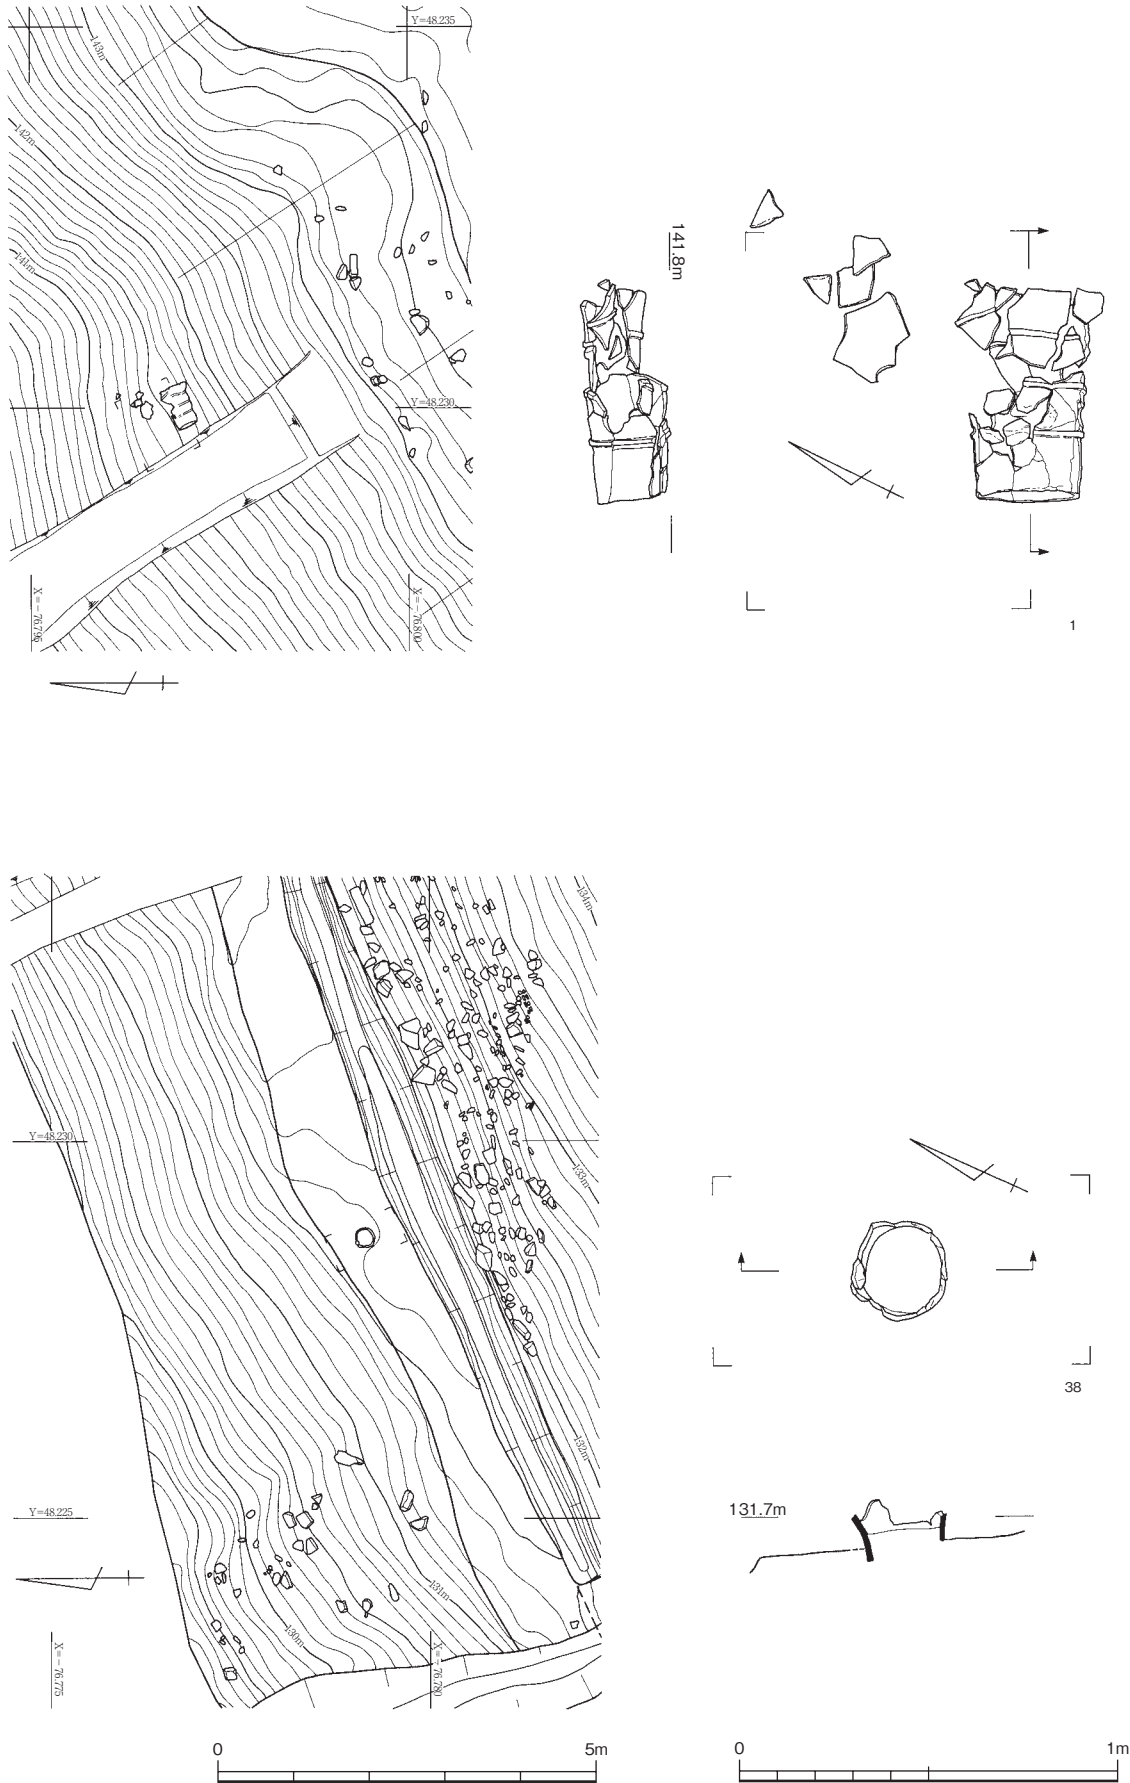 Y=48.235
143m
142m
141m
Y=48.230
X=-76.795
X=-76.800
141.8m
1
134m
133m
132m
131m
130m
Y=48.230
Y=48.225
X=-76.775
X=-76.780
38
131.7m
0 5m
0 1m